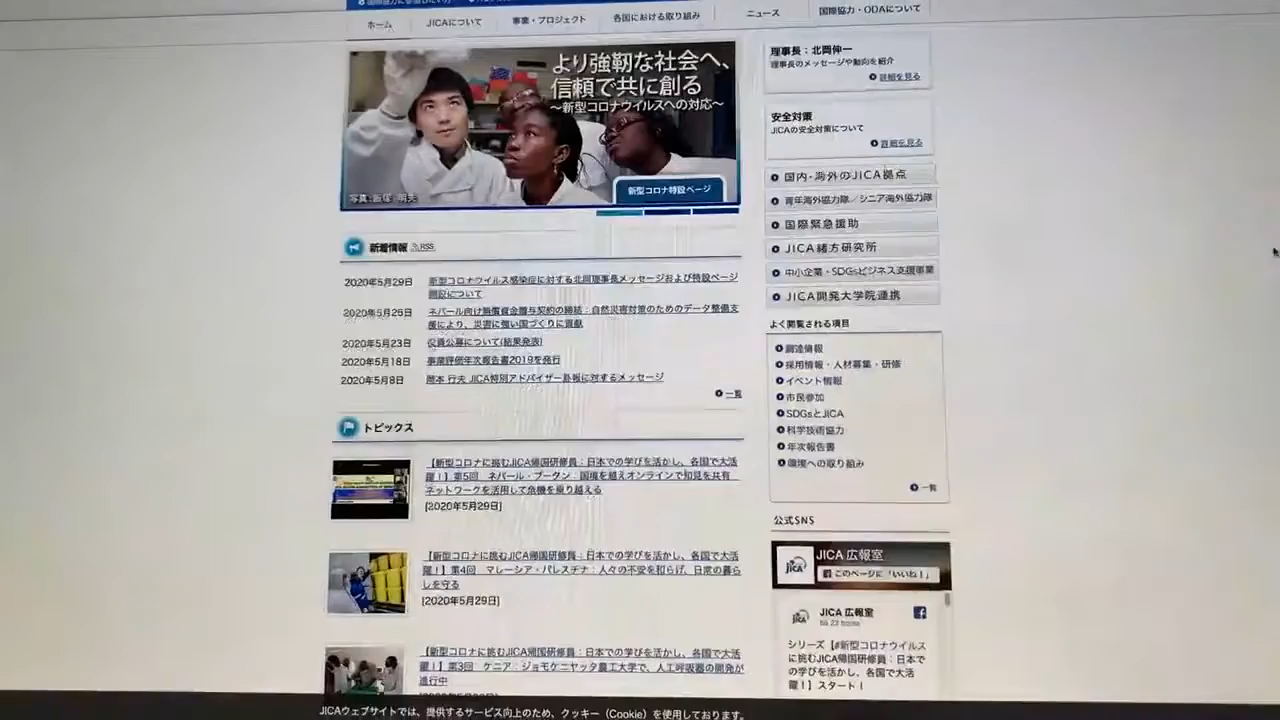 ホーム
JICAについて
事業・プロジェクト
各国における取り組み
ニュース
国際協力・ODAについて
より強靭な社会へ、
信頼で共に創る
〜新型コロナウイルスへの対応〜
新型コロナ特設ページ
写真:飯塚 明夫
理事長：北岡伸一
理事長のメッセージや動向を紹介
詳細を見る
安全対策
JICAの安全対策について
詳細を見る
国内・海外のJICA拠点
青年海外協力隊／シニア海外協力隊
国際緊急援助
JICA緒方研究所
中小企業・SDGsビジネス支援事業
JICA開発大学院連携
新着情報 RSS
2020年5月29日
新型コロナウイルス感染症に対する北岡理事長メッセージおよび特設ページ
開設について
2020年5月25日
ネパール向け無償資金贈与契約の締結：自然災害対策のためのデータ整備支
援により、災害に強い国づくりに貢献
2020年5月23日
役員公募について(結果発表)
2020年5月18日
事業評価年次報告書2019を発行
2020年5月8日
岡本 行夫 JICA特別アドバイザー訃報に対するメッセージ
一覧
よく閲覧される項目
調達情報
採用情報・人材募集・研修
イベント情報
市民参加
SDGsとJICA
科学技術協力
年次報告書
環境への取り組み
一覧
トピックス
【新型コロナに挑むJICA帰国研修員：日本での学びを活かし、各国で大活
躍！】第5回　ネパール・ブータン：国境を越えオンラインで知見を共有
ネットワークを活用して危機を乗り越える
[2020年5月29日]
【新型コロナに挑むJICA帰国研修員：日本での学びを活かし、各国で大活
躍！】第4回　マレーシア・パレスチナ：人々の不安を和らげ、日常の暮ら
しを守る
[2020年5月29日]
【新型コロナに挑むJICA帰国研修員：日本での学びを活かし、各国で大活
躍！】第3回　ケニア：ジョモケニヤッタ農工大学で、人工呼吸器の開発が
進行中
公式SNS
JICA 広報室
このページに「いいね！」
JICA 広報室
シリーズ【#新型コロナウイルス
に挑むJICA帰国研修員：日本で
の学びを活かし、各国で大活
躍！】スタート！
JICAウェブサイトでは、提供するサービス向上のため、クッキー（Cookie）を使用しております。